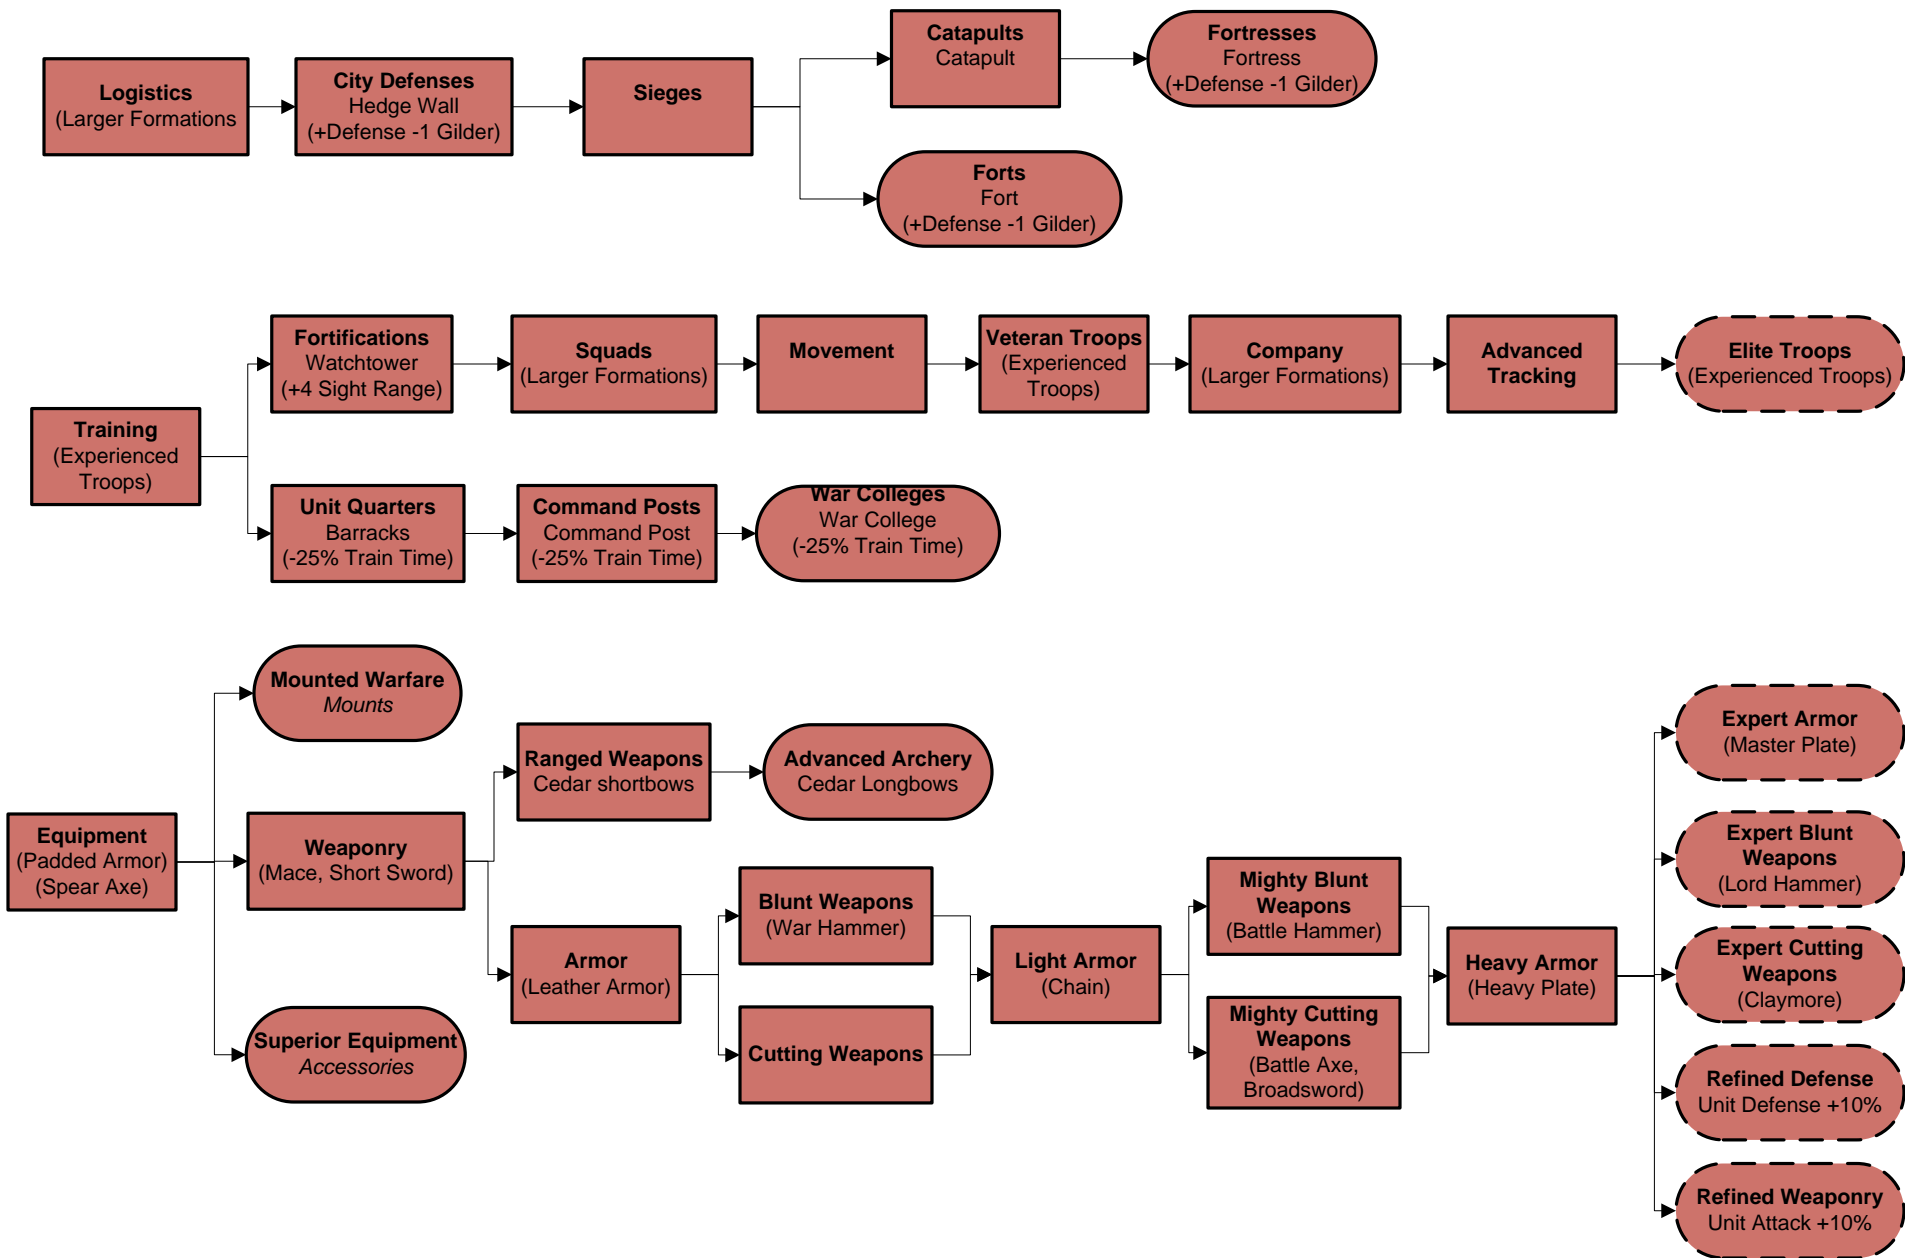 Logistics
(Larger Formations
City Defenses
Hedge Wall
(+Defense -1 Gilder)
Sieges
Catapults
Catapult
Fortresses
Fortress
(+Defense -1 Gilder)
Forts
Fort
(+Defense -1 Gilder)
Training
(Experienced
Troops)
Fortifications
Watchtower
(+4 Sight Range)
Squads
(Larger Formations)
Movement
Veteran Troops
(Experienced
Troops)
Company
(Larger Formations)
Advanced
Tracking
Elite Troops
(Experienced Troops)
Unit Quarters
Barracks
(-25% Train Time)
Command Posts
Command Post
(-25% Train Time)
War Colleges
War College
(-25% Train Time)
Equipment
(Padded Armor)
(Spear Axe)
Mounted Warfare
Mounts
Weaponry
(Mace, Short Sword)
Superior Equipment
Accessories
Ranged Weapons
Cedar shortbows
Advanced Archery
Cedar Longbows
Armor
(Leather Armor)
Blunt Weapons
(War Hammer)
Cutting Weapons
Light Armor
(Chain)
Mighty Blunt
Weapons
(Battle Hammer)
Mighty Cutting
Weapons
(Battle Axe,
Broadsword)
Heavy Armor
(Heavy Plate)
Expert Armor
(Master Plate)
Expert Blunt
Weapons
(Lord Hammer)
Expert Cutting
Weapons
(Claymore)
Refined Defense
Unit Defense +10%
Refined Weaponry
Unit Attack +10%